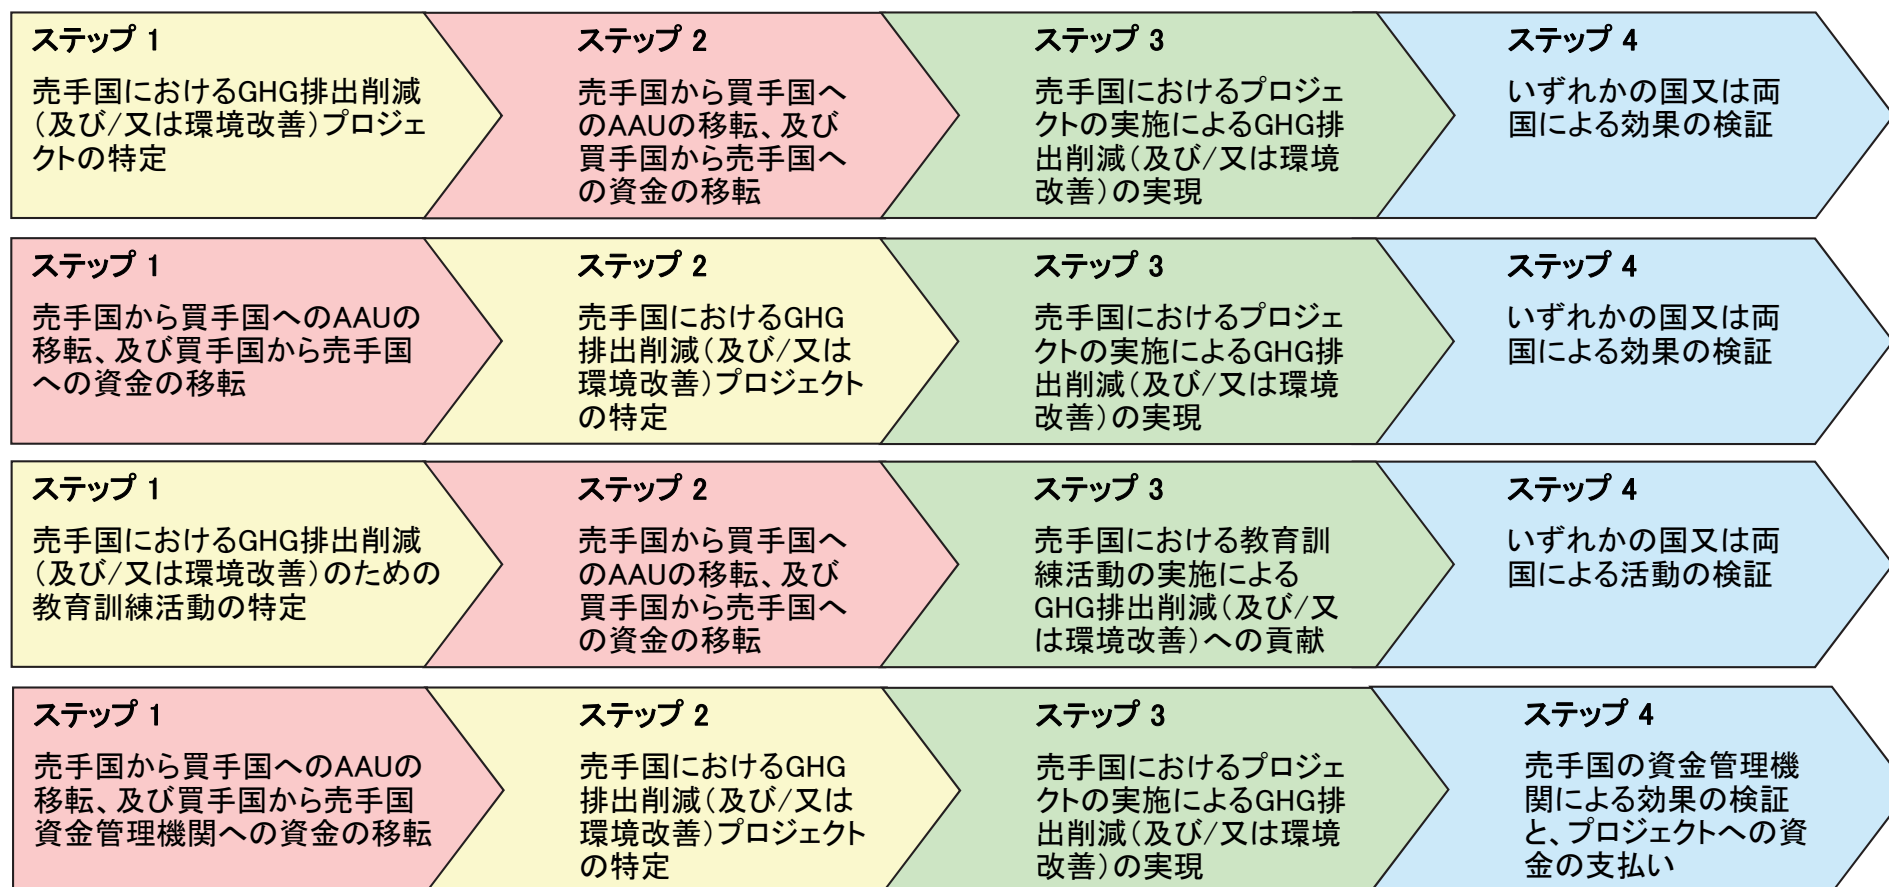 ステップ 1
売手国におけるGHG排出削減
（及び/又は環境改善）プロジェ
クトの特定
ステップ 2
売手国から買手国へ
のAAUの移転、及び
買手国から売手国へ
の資金の移転
ステップ 3
売手国におけるプロジェ
クトの実施によるGHG排
出削減（及び/又は環境
改善）の実現
ステップ 4
いずれかの国又は両
国による効果の検証
ステップ 1
売手国から買手国へのAAUの
移転、及び買手国から売手国
への資金の移転
ステップ 2
売手国におけるGHG
排出削減（及び/又は
環境改善）プロジェクト
の特定
ステップ 3
売手国におけるプロジェ
クトの実施によるGHG排
出削減（及び/又は環境
改善）の実現
ステップ 4
いずれかの国又は両
国による効果の検証
ステップ 1
売手国におけるGHG排出削減
（及び/又は環境改善）のための
教育訓練活動の特定
ステップ 2
売手国から買手国へ
のAAUの移転、及び
買手国から売手国へ
の資金の移転
ステップ 3
売手国における教育訓
練活動の実施による
GHG排出削減（及び/又
は環境改善）への貢献
ステップ 4
いずれかの国又は両
国による活動の検証
ステップ 1
売手国から買手国へのAAUの
移転、及び買手国から売手国
資金管理機関への資金の移転
ステップ 2
売手国におけるGHG
排出削減（及び/又は
環境改善）プロジェクト
の特定
ステップ 3
売手国におけるプロジェ
クトの実施によるGHG排
出削減（及び/又は環境
改善）の実現
ステップ 4
売手国の資金管理機
関による効果の検証
と、プロジェクトへの資
金の支払い